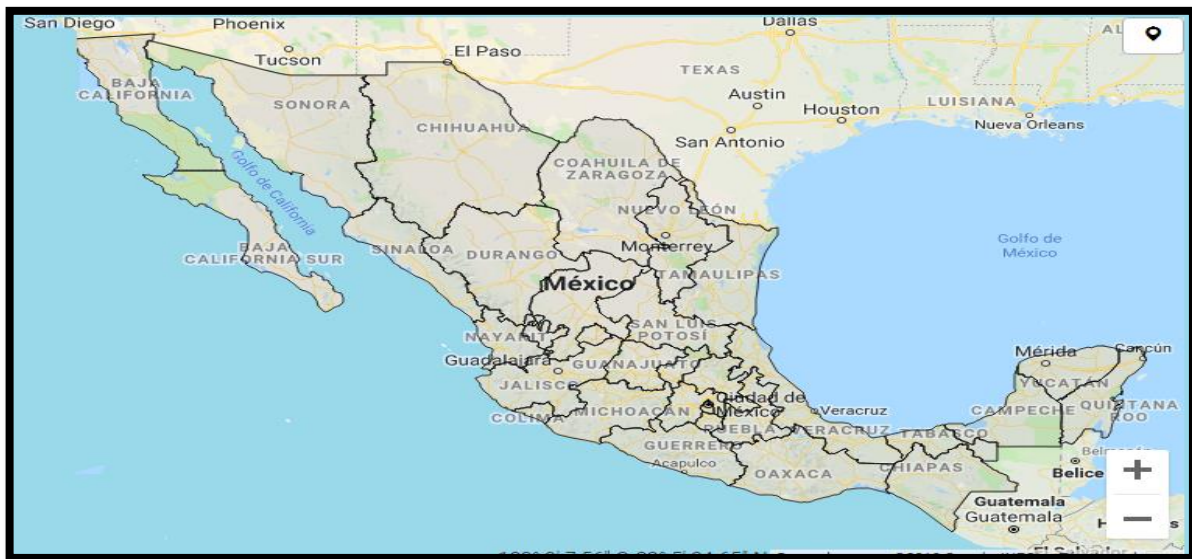 San Diego
Phoenix
Dallas
Tucson
El Paso
TEXAS
BAJA
CALIFORNIA
SONORA
Austin
Houston
LUISIANA
Nueva Orleans
CHIHUAHUA
San Antonio
COAHUILA DE
ZARAGOZA
Golfo de California
NUEVO LEÓN
Monterrey
BAJA
CALIFORNIA SUR
SINALOA
DURANGO
TAMAULIPAS
Golfo de
México
México
SAN LUIS
POTOSÍ
NAYARIT
Guadalajara
GUANAJUATO
Mérida
Cancún
JALISCO
YUCATÁN
COLIMA
MICHOACÁN
Ciudad de
México
Veracruz
CAMPECHE
QUINTANA
ROO
PUEBLA
VERACRUZ
TABASCO
GUERRERO
Acapulco
OAXACA
CHIAPAS
Belice
+
Guatemala
Guatemala
−